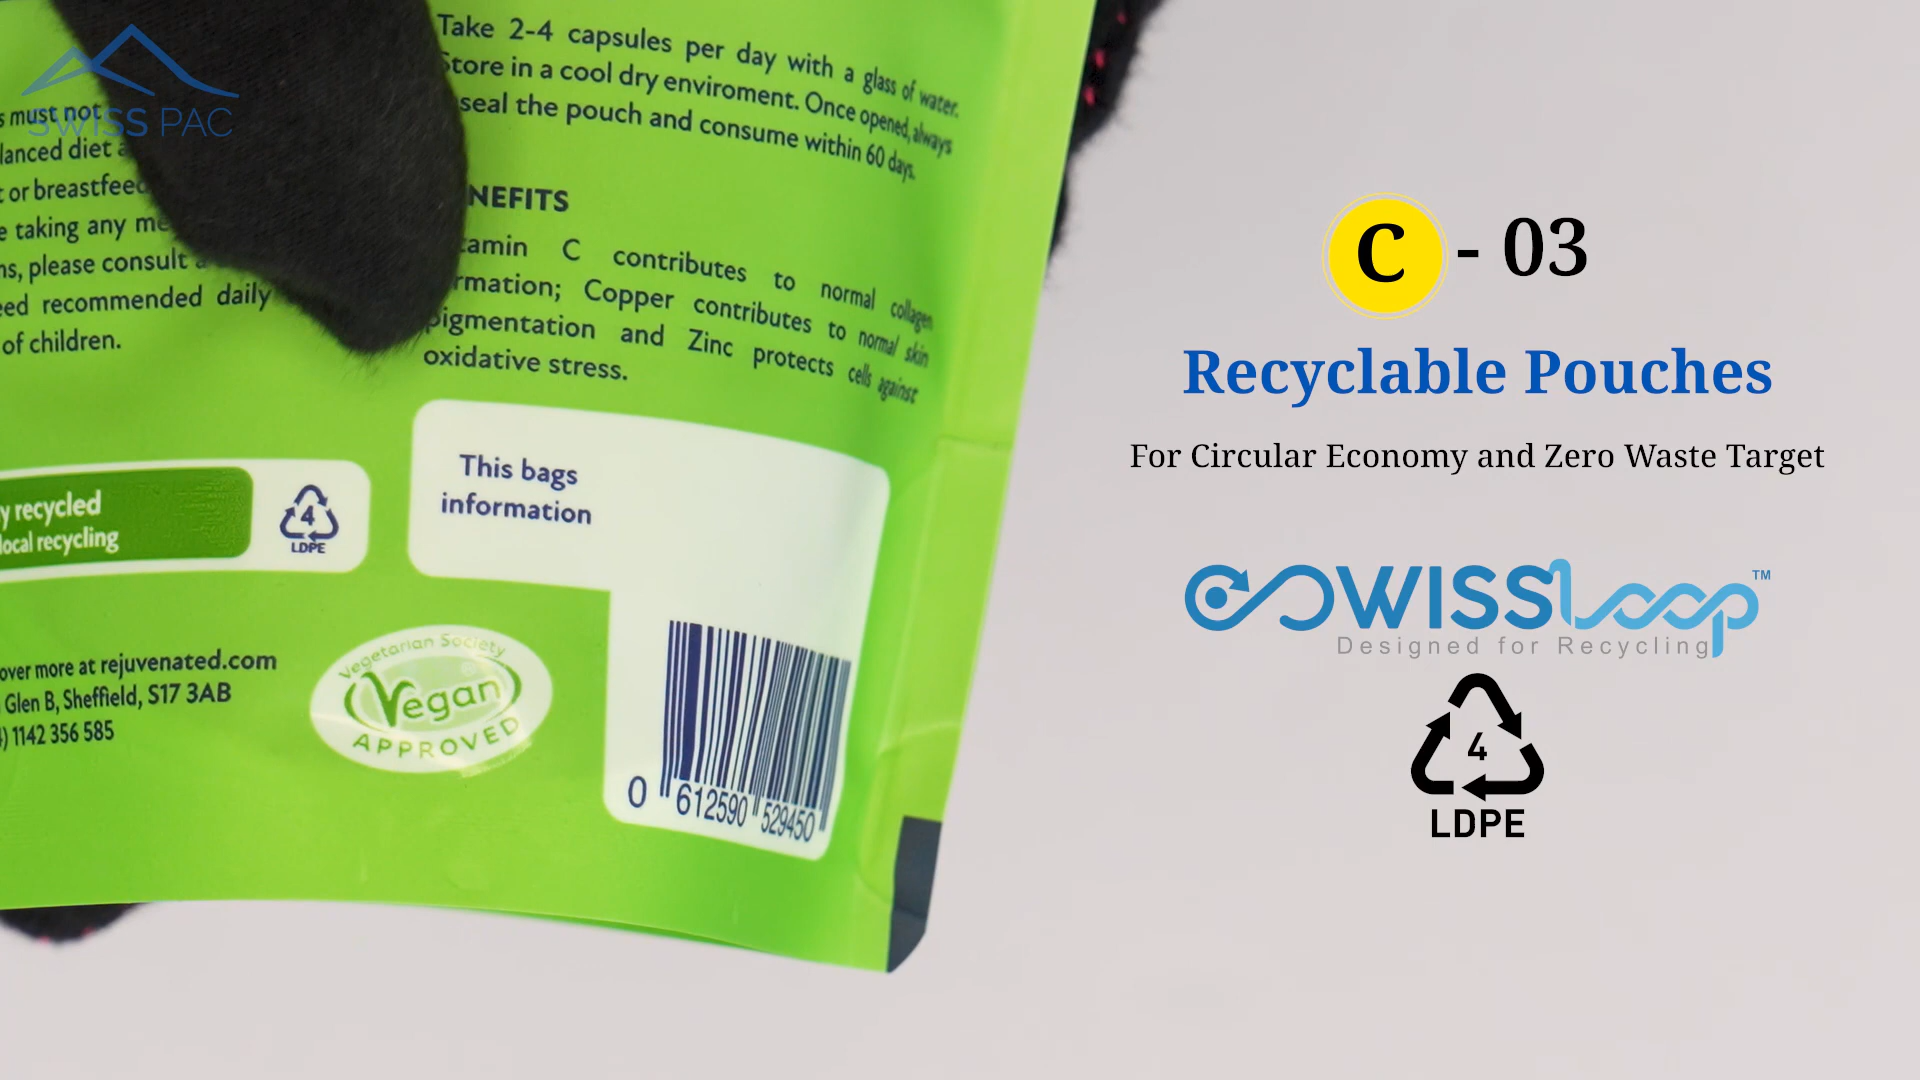 SWISS PAC
s must not
lanced diet a
t or breastfeed
e taking any me
ns, please consult a
eed recommended daily
of children.
Take 2-4 capsules per day with a glass of water.
Store in a cool dry enviroment. Once opened, always
seal the pouch and consume within 60 days.
NEFITS
tamin C contributes to normal collagen
rmation; Copper contributes to normal skin
pigmentation and Zinc protects cells against
oxidative stress.
y recycled
local recycling
4
LDPE
This bags
information
over more at rejuvenated.com
Glen B, Sheffield, S17 3AB
) 1142 356 585
Vegetarian Society
Vegan
APPROVED
0 612590 529450
C - 03
Recyclable Pouches
For Circular Economy and Zero Waste Target
SWISSLoop™
Designed for Recycling
4
LDPE